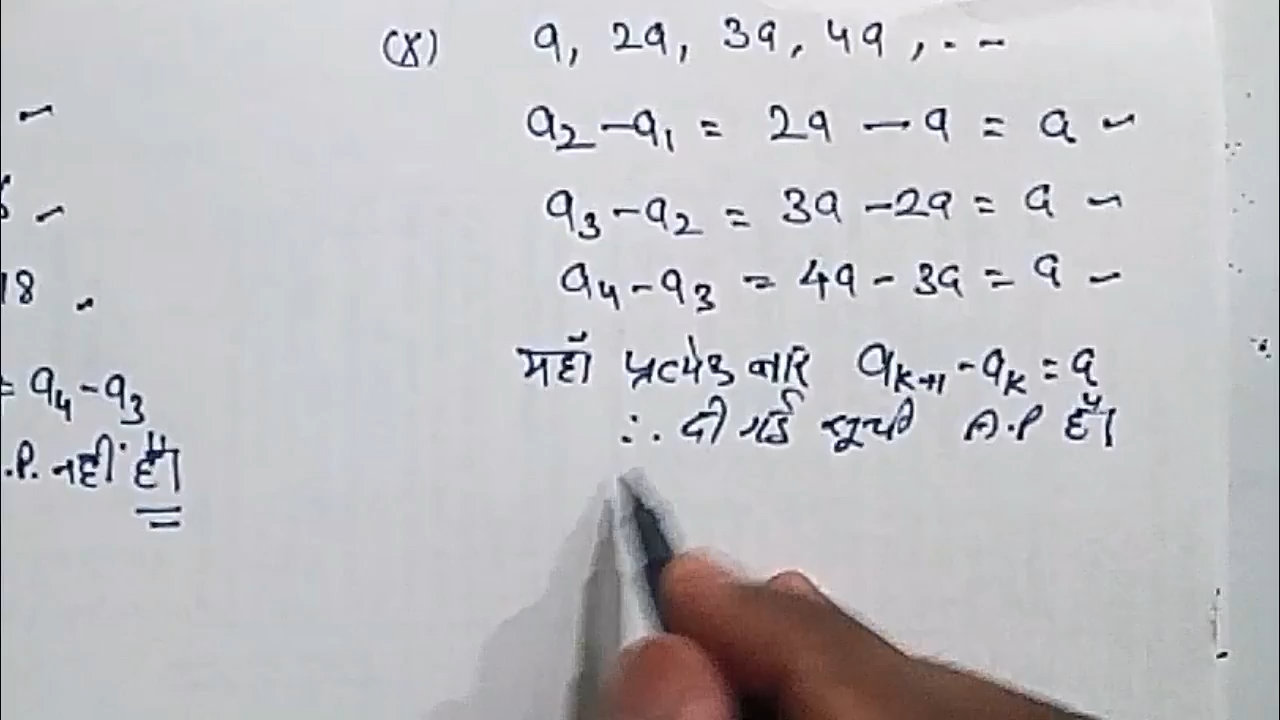 18
= a₄-a₃
.P. नहीं है।
(x) a, 2a, 3a, 4a, . --
a₂-a₁ = 2a - a = a
a₃-a₂ = 3a -2a = a
a₄-a₃ = 4a - 3a = a
यहाँ प्रत्येक बार aₖ₊₁-aₖ = a
∴ दी गई सूची A.P है।